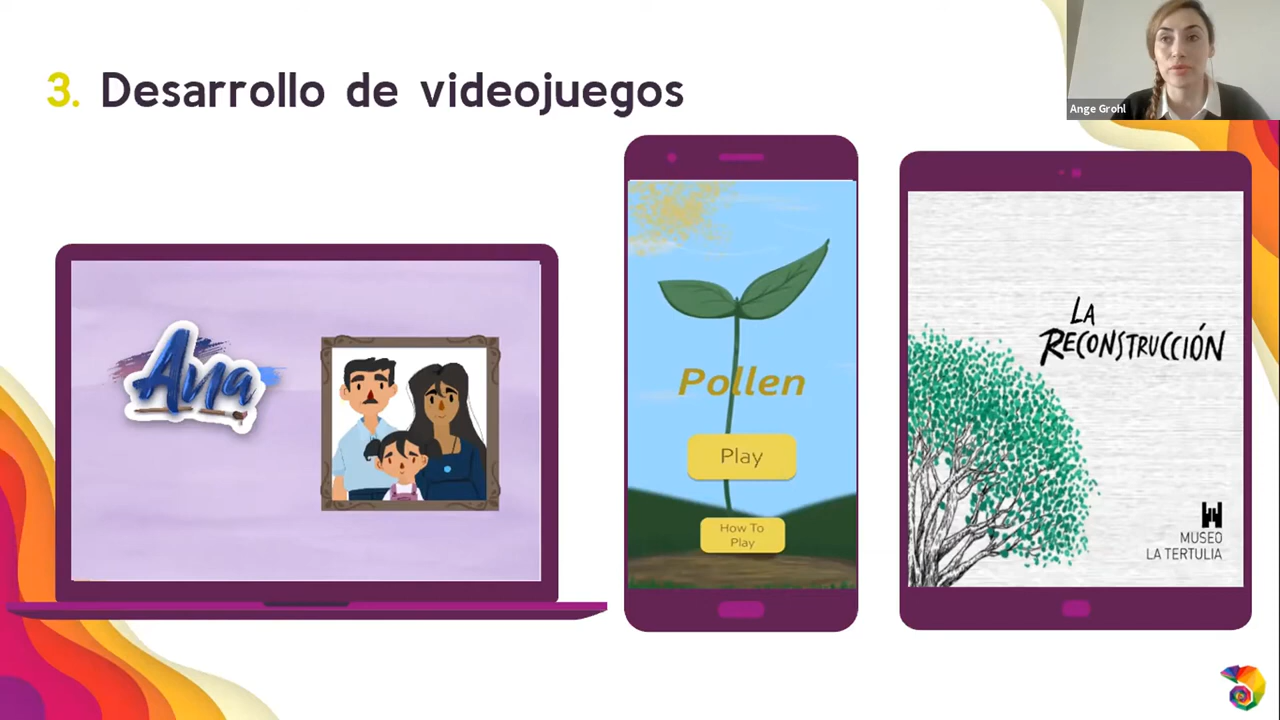 3. Desarrollo de videojuegos
Ange Grohl
Ana
Pollen
Play
How To
Play
LA
RECONSTRUCCIÓN
MUSEO
LA TERTULIA